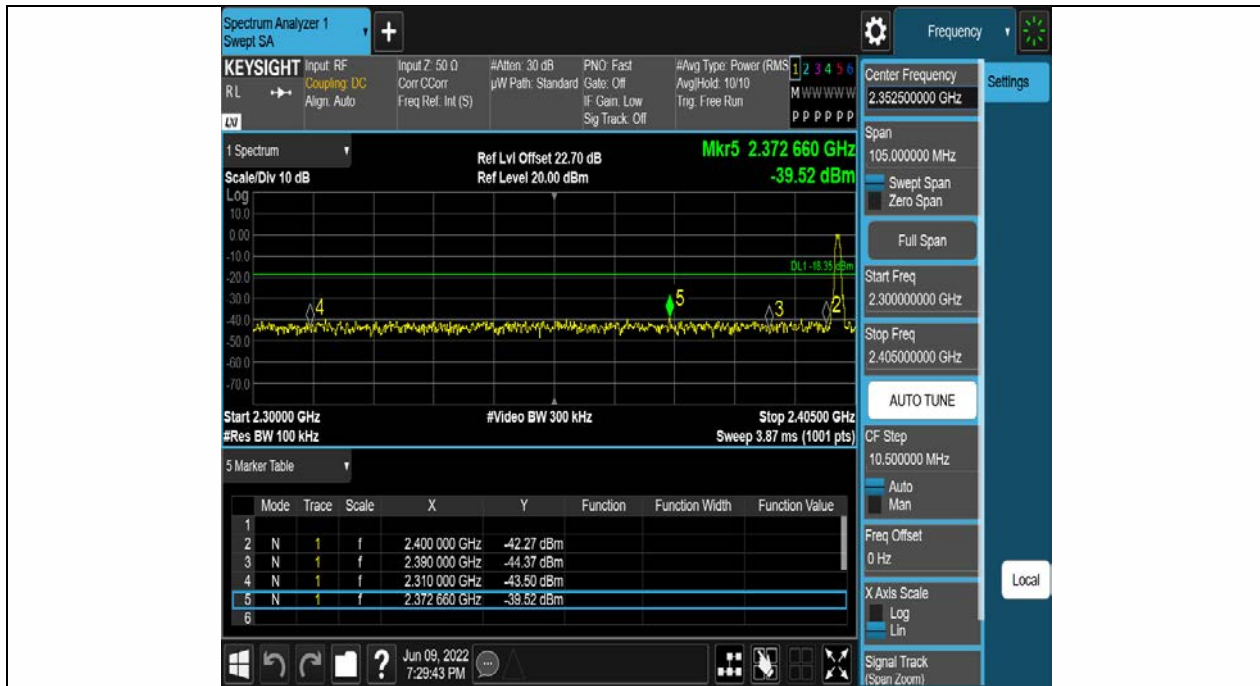 Spectrum Analyzer 1
Swept SA
+
Frequency
KEYSIGHT
RL
LXI
Input: RF
Coupling: DC
Align: Auto
Input Z: 50 Ω
Corr CCorr
Freq Ref: Int (S)
#Atten: 30 dB
µW Path: Standard
PNO: Fast
Gate: Off
IF Gain: Low
Sig Track: Off
#Avg Type: Power (RMS
Avg|Hold: 10/10
Trig: Free Run
1 2 3 4 5 6
M W W W W W
P P P P P P
1 Spectrum
Scale/Div 10 dB
Ref Lvl Offset 22.70 dB
Ref Level 20.00 dBm
Mkr5 2.372 660 GHz
-39.52 dBm
Log
10.0
0.00
-10.0
-20.0
-30.0
-40.0
-50.0
-60.0
-70.0
DL1 -18.35 dBm
4
5
3
2
Start 2.30000 GHz
#Video BW 300 kHz
Stop 2.40500 GHz
#Res BW 100 kHz
Sweep 3.87 ms (1001 pts)
5 Marker Table
Mode Trace Scale X Y Function Function Width Function Value
1
2 N 1 f 2.400 000 GHz -42.27 dBm
3 N 1 f 2.390 000 GHz -44.37 dBm
4 N 1 f 2.310 000 GHz -43.50 dBm
5 N 1 f 2.372 660 GHz -39.52 dBm
6
?
Jun 09, 2022
7:29:43 PM
Center Frequency
2.352500000 GHz
Settings
Span
105.000000 MHz
Swept Span
Zero Span
Full Span
Start Freq
2.300000000 GHz
Stop Freq
2.405000000 GHz
AUTO TUNE
CF Step
10.500000 MHz
Auto
Man
Freq Offset
0 Hz
X Axis Scale
Log
Lin
Signal Track
(Span Zoom)
Local